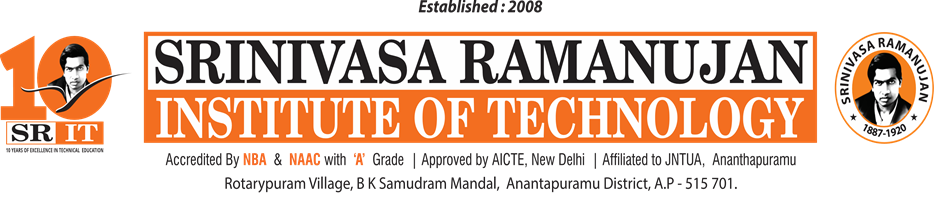 Established : 2008
10
SRIT
10 YEARS OF EXCELLENCE IN TECHNICAL EDUCATION
SRINIVASA RAMANUJAN
INSTITUTE OF TECHNOLOGY
Accredited By NBA & NAAC with 'A' Grade | Approved by AICTE, New Delhi | Affiliated to JNTUA, Ananthapuramu
Rotarypuram Village, B K Samudram Mandal, Anantapuramu District, A.P - 515 701.
SRINIVASA RAMANUJAN
1887-1920